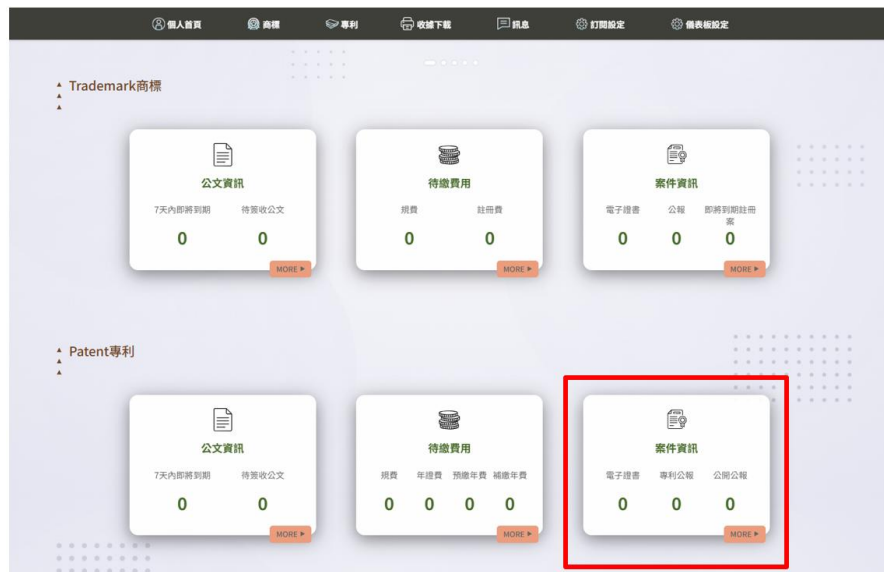 個人首頁 商標 專利 收據下載 訊息 訂閱設定 儀表板設定
Trademark商標
公文資訊
7天內即將到期 待簽收公文
0 0
MORE ▶
待繳費用
規費 註冊費
0 0
MORE ▶
案件資訊
電子證書 公報 即將到期註冊
案
0 0 0
MORE ▶
Patent專利
公文資訊
7天內即將到期 待簽收公文
0 0
MORE ▶
待繳費用
規費 年證費 預繳年費 補繳年費
0 0 0 0
MORE ▶
案件資訊
電子證書 專利公報 公開公報
0 0 0
MORE ▶